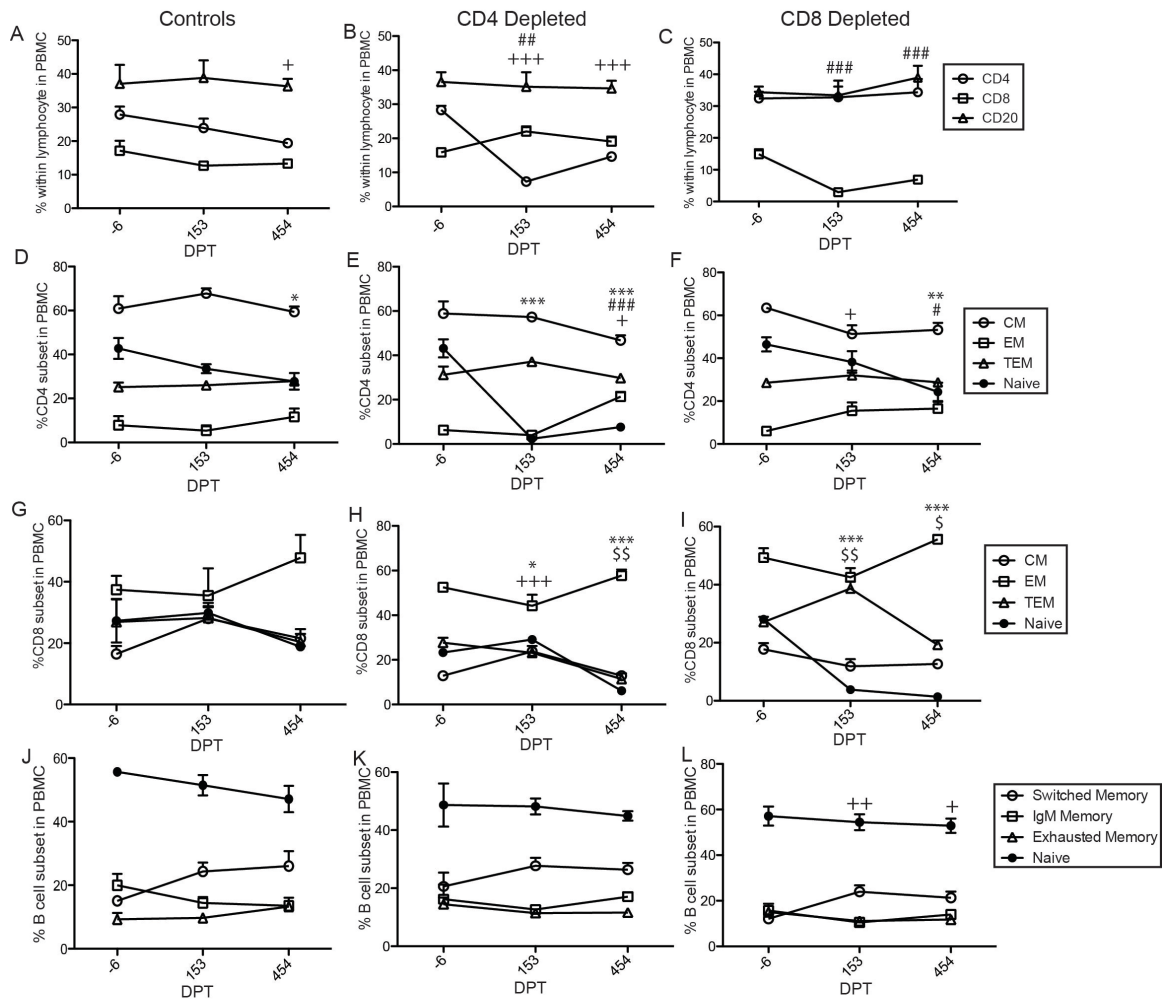 Controls
CD4 Depleted
CD8 Depleted
A
% within lymphocyte in PBMC
50
40
30
20
10
0
+
-6
153
454
DPT
B
% within lymphocyte in PBMC
50
40
30
20
10
0
##
+++
+++
-6
153
454
DPT
C
% within lymphocyte in PBMC
50
40
30
20
10
0
###
###
-6
153
454
DPT
CD4
CD8
CD20
D
%CD4 subset in PBMC
80
60
40
20
0
*
-6
153
454
DPT
E
%CD4 subset in PBMC
80
60
40
20
0
***
***
###
+
-6
153
454
DPT
F
%CD4 subset in PBMC
80
60
40
20
0
+
**
#
-6
153
454
DPT
CM
EM
TEM
Naive
G
%CD8 subset in PBMC
60
40
20
0
-6
153
454
DPT
H
%CD8 subset in PBMC
80
60
40
20
0
*
+++
***
$$
-6
153
454
DPT
I
%CD8 subset in PBMC
60
40
20
0
***
$$
***
$
-6
153
454
DPT
CM
EM
TEM
Naive
J
% B cell subset in PBMC
60
40
20
0
-6
153
454
DPT
K
% B cell subset in PBMC
60
40
20
0
-6
153
454
DPT
L
% B cell subset in PBMC
80
60
40
20
0
++
+
-6
153
454
DPT
Switched Memory
IgM Memory
Exhausted Memory
Naive